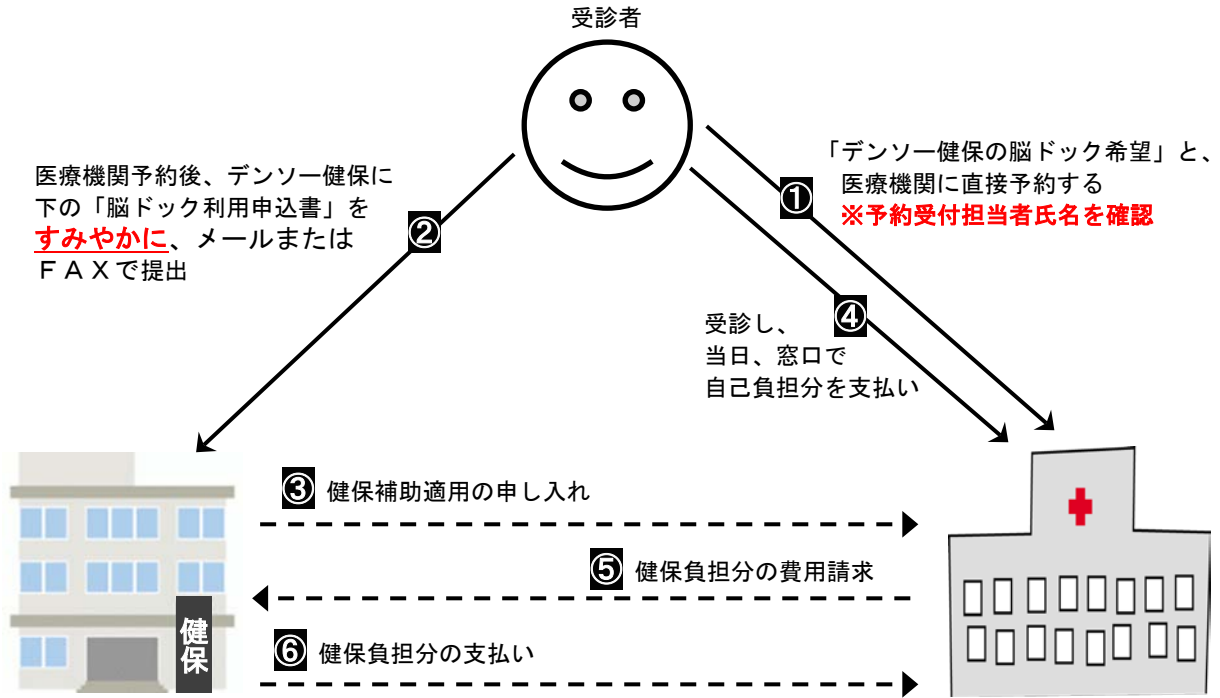 受診者
「デンソー健保の脳ドック希望」と、
医療機関に直接予約する
※予約受付担当者氏名を確認
①
医療機関予約後、デンソー健保に
下の「脳ドック利用申込書」を
すみやかに、メールまたは
ＦＡＸで提出
②
④
受診し、
当日、窓口で
自己負担分を支払い
③ 健保補助適用の申し入れ
⑤ 健保負担分の費用請求
⑥ 健保負担分の支払い
健保